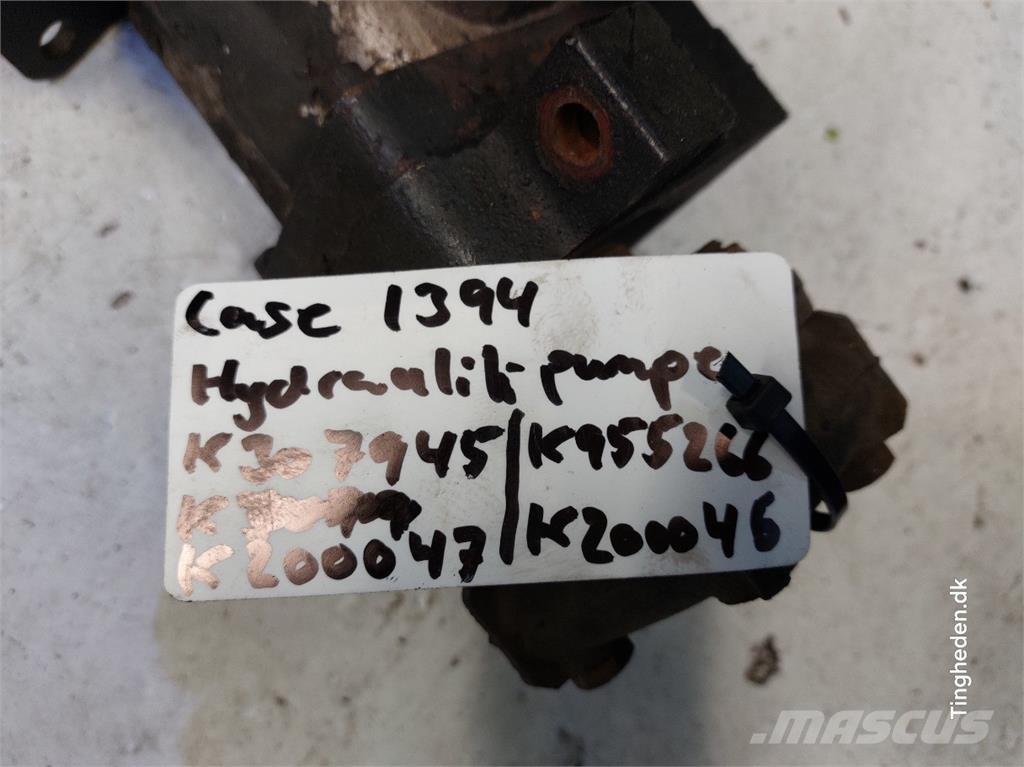 Case 1394
Hydraulik pumpe
K307945/K955266
K
K200047/K200046
Tingheden.dk
MASCUS